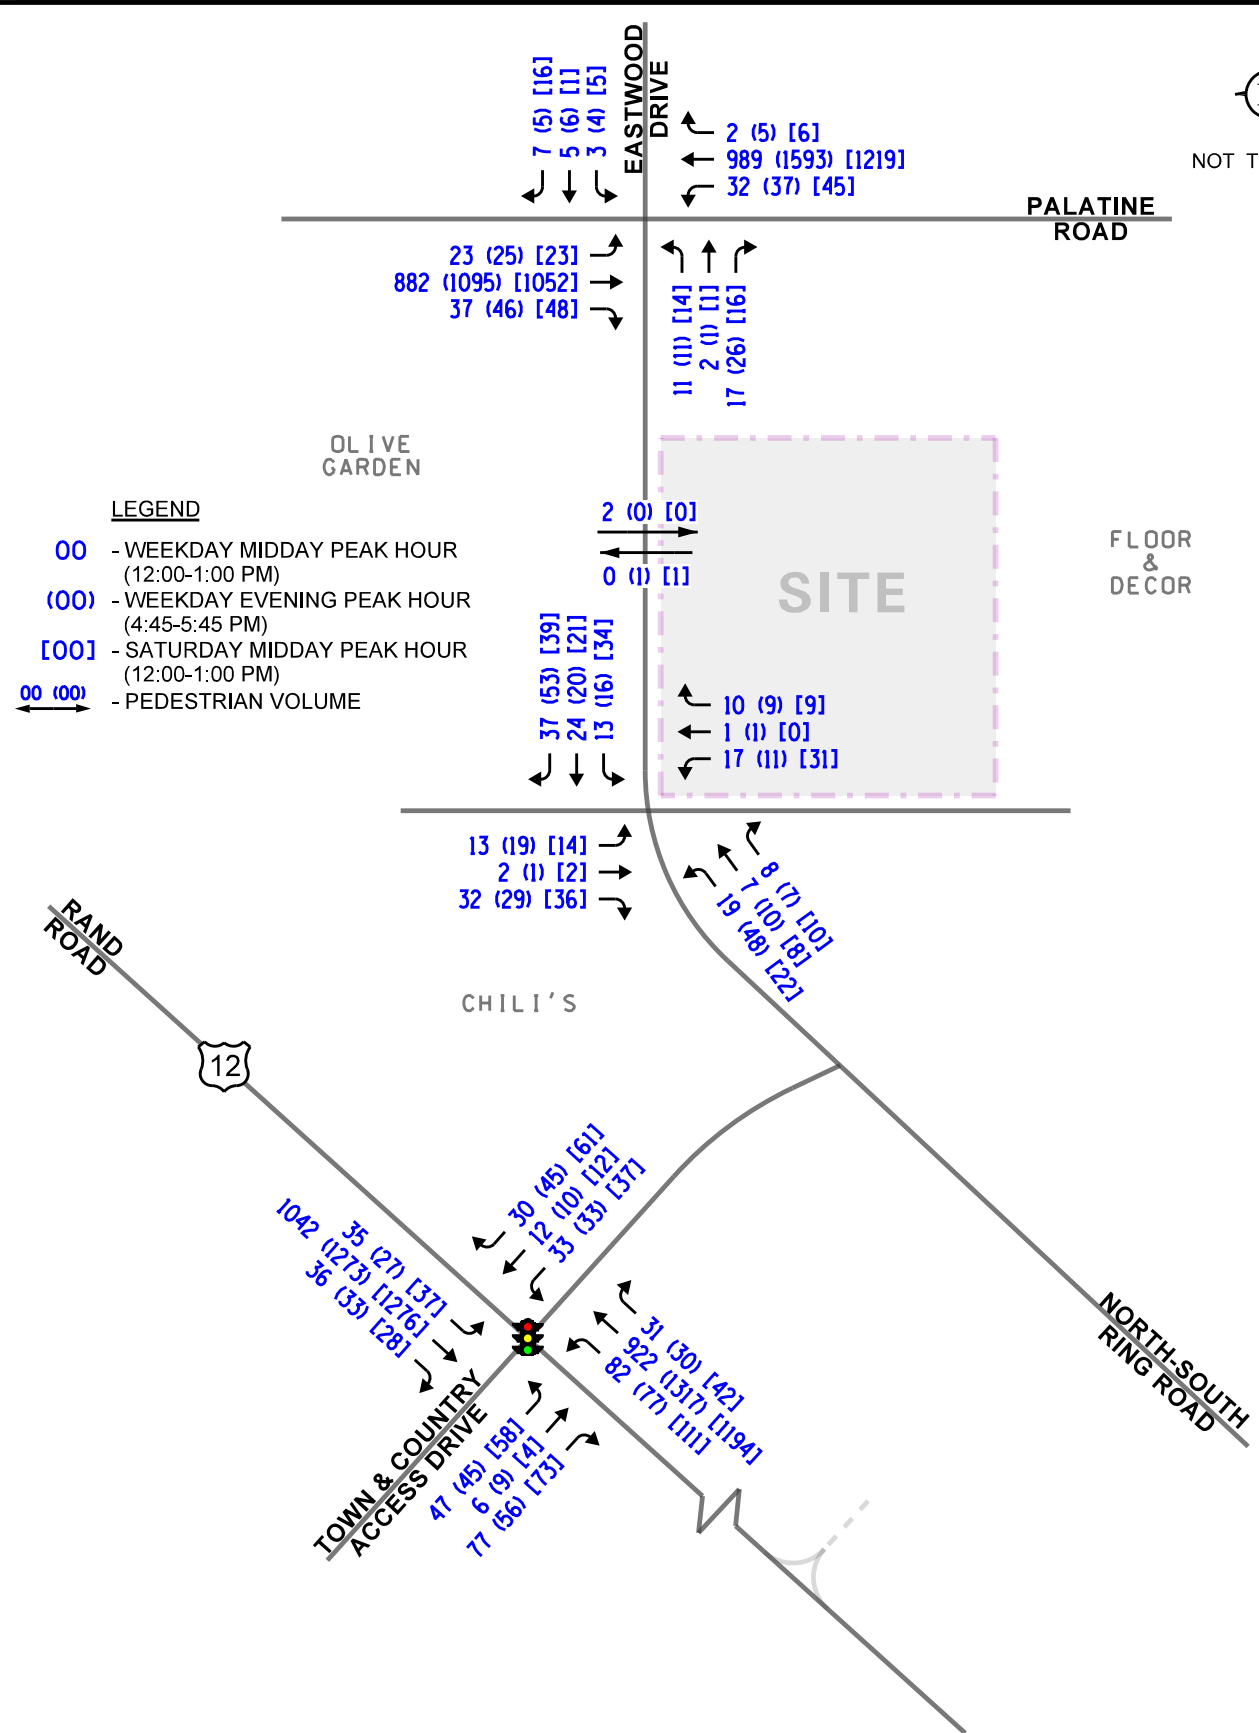 EASTWOOD
DRIVE
7 (5) [16]
5 (6) [1]
3 (4) [5]
2 (5) [6]
989 (1593) [1219]
32 (37) [45]
NOT T
PALATINE
ROAD
23 (25) [23]
882 (1095) [1052]
37 (46) [48]
11 (11) [14]
2 (1) [1]
17 (26) [16]
OLIVE
GARDEN
LEGEND
00 - WEEKDAY MIDDAY PEAK HOUR
(12:00-1:00 PM)
(00) - WEEKDAY EVENING PEAK HOUR
(4:45-5:45 PM)
[00] - SATURDAY MIDDAY PEAK HOUR
(12:00-1:00 PM)
00 (00) - PEDESTRIAN VOLUME
2 (0) [0]
0 (1) [1]
SITE
FLOOR
&
DECOR
37 (53) [39]
24 (20) [21]
13 (16) [34]
10 (9) [9]
1 (1) [0]
17 (11) [31]
13 (19) [14]
2 (1) [2]
32 (29) [36]
8 (7) [10]
7 (10) [8]
19 (48) [22]
RAND
ROAD
CHILI'S
12
30 (45) [61]
12 (10) [12]
33 (33) [37]
35 (27) [37]
1042 (1273) [1276]
36 (33) [28]
31 (30) [42]
922 (1317) [1194]
82 (77) [111]
NORTH-SOUTH
RING ROAD
TOWN & COUNTRY
ACCESS DRIVE
47 (45) [58]
6 (9) [4]
77 (56) [73]